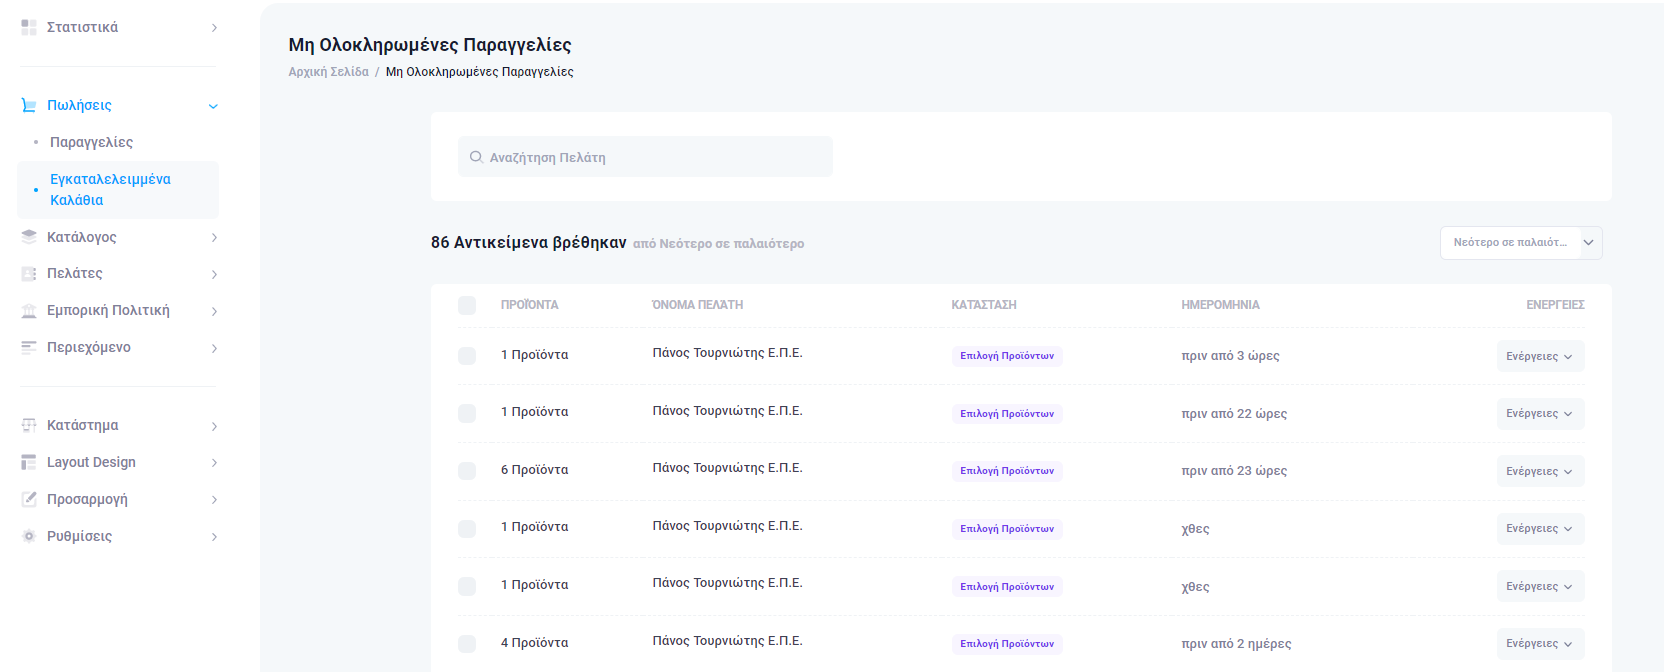 Στατιστικά
Πωλήσεις
Παραγγελίες
Εγκαταλελειμμένα
Καλάθια
Κατάλογος
Πελάτες
Εμπορική Πολιτική
Περιεχόμενο
Κατάστημα
Layout Design
Προσαρμογή
Ρυθμίσεις
Μη Ολοκληρωμένες Παραγγελίες
Αρχική Σελίδα / Μη Ολοκληρωμένες Παραγγελίες
Αναζήτηση Πελάτη
86 Αντικείμενα βρέθηκαν από Νεότερο σε παλαιότερο
Νεότερο σε παλαιότ...
ΠΡΟΪΌΝΤΑ ΌΝΟΜΑ ΠΕΛΆΤΗ ΚΑΤΆΣΤΑΣΗ ΗΜΕΡΟΜΗΝΙΑ ΕΝΕΡΓΕΙΕΣ
1 Προϊόντα Πάνος Τουρνιώτης Ε.Π.Ε. Επιλογή Προϊόντων πριν από 3 ώρες Ενέργειες
1 Προϊόντα Πάνος Τουρνιώτης Ε.Π.Ε. Επιλογή Προϊόντων πριν από 22 ώρες Ενέργειες
6 Προϊόντα Πάνος Τουρνιώτης Ε.Π.Ε. Επιλογή Προϊόντων πριν από 23 ώρες Ενέργειες
1 Προϊόντα Πάνος Τουρνιώτης Ε.Π.Ε. Επιλογή Προϊόντων χθες Ενέργειες
1 Προϊόντα Πάνος Τουρνιώτης Ε.Π.Ε. Επιλογή Προϊόντων χθες Ενέργειες
4 Προϊόντα Πάνος Τουρνιώτης Ε.Π.Ε. Επιλογή Προϊόντων πριν από 2 ημέρες Ενέργειες